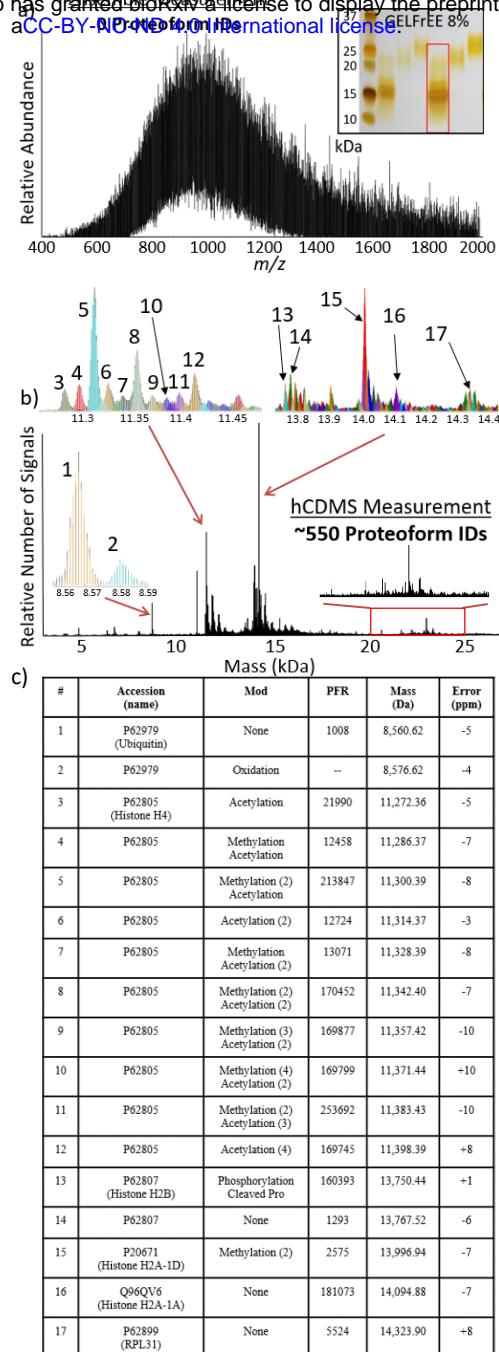 o has granted bioRxiv a license to display the preprint
aCC-BY-NC-ND 4.0 International license.
a)
0 Proteoform IDs
GELFrEE 8%
37
25
20
15
10
kDa
Relative Abundance
400 600 800 1000 1200 1400 1600 1800 2000
m/z
b)
3 4 5 6 7 8 9 10 11 12
11.3 11.35 11.4 11.45
13 14 15 16 17
13.8 13.9 14.0 14.1 14.2 14.3 14.4
1
2
8.56 8.57 8.58 8.59
hCDMS Measurement
~550 Proteoform IDs
Relative Number of Signals
5 10 15 20 25
Mass (kDa)
c)
# Accession (name) Mod PFR Mass (Da) Error (ppm)
1 P62979 (Ubiquitin) None 1008 8,560.62 -5
2 P62979 Oxidation -- 8,576.62 -4
3 P62805 (Histone H4) Acetylation 21990 11,272.36 -5
4 P62805 Methylation Acetylation 12458 11,286.37 -7
5 P62805 Methylation (2) Acetylation 213847 11,300.39 -8
6 P62805 Acetylation (2) 12724 11,314.37 -3
7 P62805 Methylation Acetylation (2) 13071 11,328.39 -8
8 P62805 Methylation (2) Acetylation (2) 170452 11,342.40 -7
9 P62805 Methylation (3) Acetylation (2) 169877 11,357.42 -10
10 P62805 Methylation (4) Acetylation (2) 169799 11,371.44 +10
11 P62805 Methylation (2) Acetylation (3) 253692 11,383.43 -10
12 P62805 Acetylation (4) 169745 11,398.39 +8
13 P62807 (Histone H2B) Phosphorylation Cleaved Pro 160393 13,750.44 +1
14 P62807 None 1293 13,767.52 -6
15 P20671 (Histone H2A-1D) Methylation (2) 2575 13,996.94 -7
16 Q96QV6 (Histone H2A-1A) None 181073 14,094.88 -7
17 P62899 (RPL31) None 5524 14,323.90 +8